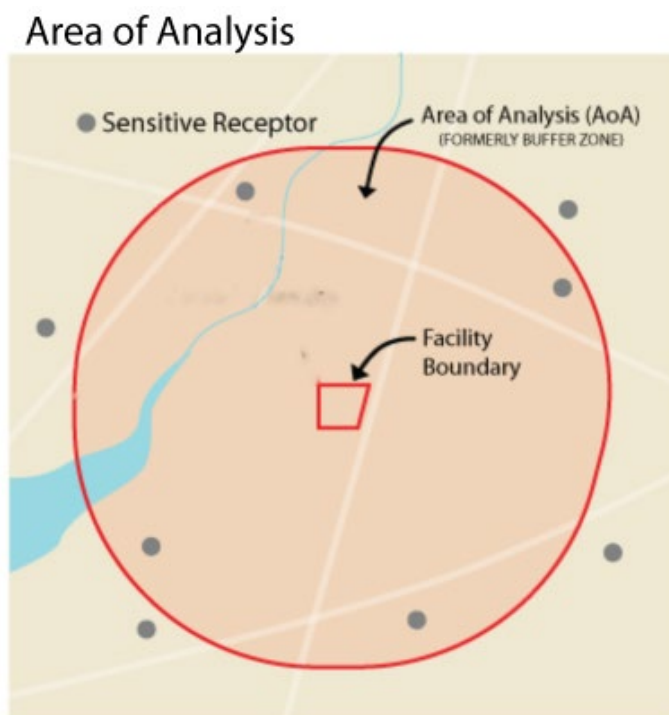 Area of Analysis
Sensitive Receptor
Area of Analysis (AoA)
(FORMERLY BUFFER ZONE)
Facility
Boundary